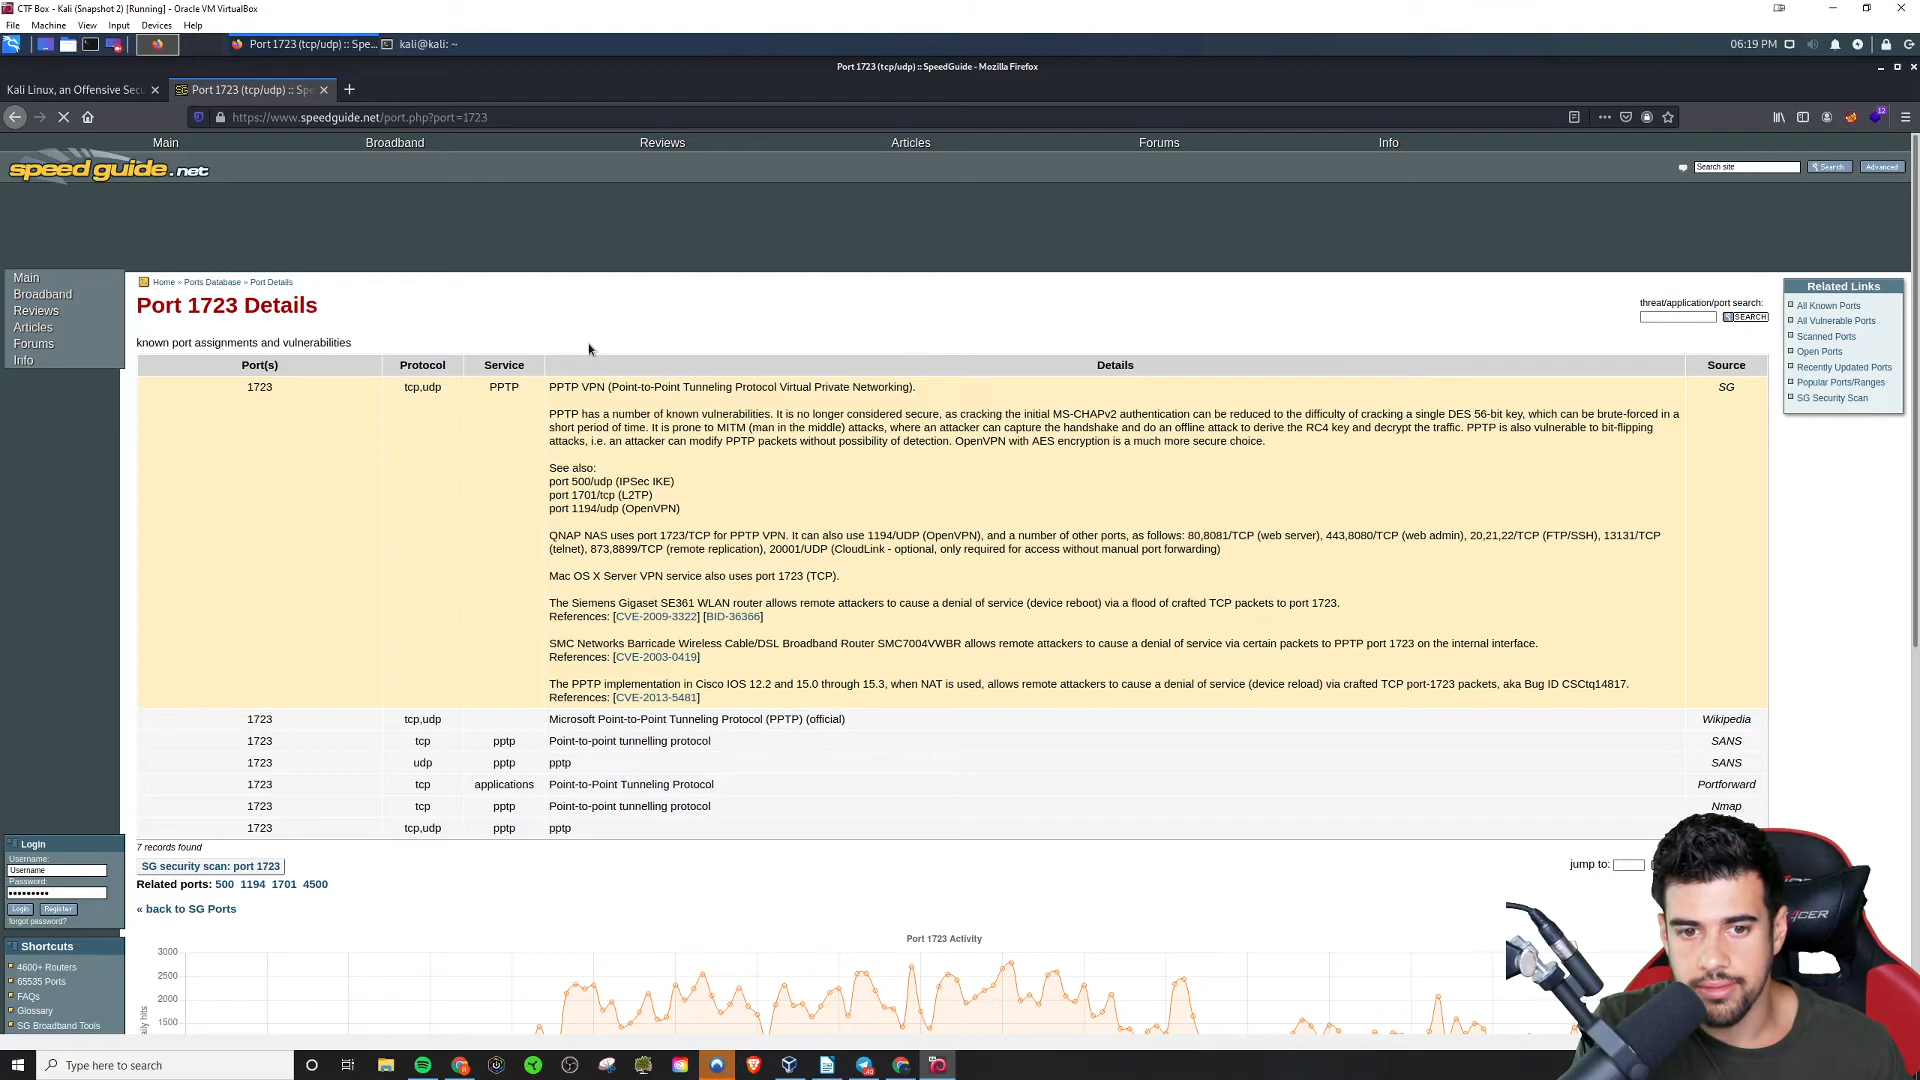 CTF Box - Kali (Snapshot 2) [Running] - Oracle VM VirtualBox
File Machine View Input Devices Help
Port 1723 (tcp/udp) :: Spe... kali@kali: ~ 06:19 PM
Port 1723 (tcp/udp) :: SpeedGuide - Mozilla Firefox
Kali Linux, an Offensive Sec Port 1723 (tcp/udp) :: Spe
https://www.speedguide.net/port.php?port=1723
12
Main Broadband Reviews Articles Forums Info
speed guide.net
Search site Search Advanced
Main
Broadband
Reviews
Articles
Forums
Info
Home » Ports Database » Port Details
Port 1723 Details
threat/application/port search:
SEARCH
known port assignments and vulnerabilities
Port(s) Protocol Service Details Source
1723 tcp,udp PPTP PPTP VPN (Point-to-Point Tunneling Protocol Virtual Private Networking). SG
PPTP has a number of known vulnerabilities. It is no longer considered secure, as cracking the initial MS-CHAPv2 authentication can be reduced to the difficulty of cracking a single DES 56-bit key, which can be brute-forced in a
short period of time. It is prone to MITM (man in the middle) attacks, where an attacker can capture the handshake and do an offline attack to derive the RC4 key and decrypt the traffic. PPTP is also vulnerable to bit-flipping
attacks, i.e. an attacker can modify PPTP packets without possibility of detection. OpenVPN with AES encryption is a much more secure choice.
See also:
port 500/udp (IPSec IKE)
port 1701/tcp (L2TP)
port 1194/udp (OpenVPN)
QNAP NAS uses port 1723/TCP for PPTP VPN. It can also use 1194/UDP (OpenVPN), and a number of other ports, as follows: 80,8081/TCP (web server), 443,8080/TCP (web admin), 20,21,22/TCP (FTP/SSH), 13131/TCP
(telnet), 873,8899/TCP (remote replication), 20001/UDP (CloudLink - optional, only required for access without manual port forwarding)
Mac OS X Server VPN service also uses port 1723 (TCP).
The Siemens Gigaset SE361 WLAN router allows remote attackers to cause a denial of service (device reboot) via a flood of crafted TCP packets to port 1723.
References: [CVE-2009-3322] [BID-36366]
SMC Networks Barricade Wireless Cable/DSL Broadband Router SMC7004VWBR allows remote attackers to cause a denial of service via certain packets to PPTP port 1723 on the internal interface.
References: [CVE-2003-0419]
The PPTP implementation in Cisco IOS 12.2 and 15.0 through 15.3, when NAT is used, allows remote attackers to cause a denial of service (device reload) via crafted TCP port-1723 packets, aka Bug ID CSCtq14817.
References: [CVE-2013-5481]
1723 tcp,udp Microsoft Point-to-Point Tunneling Protocol (PPTP) (official) Wikipedia
1723 tcp pptp Point-to-point tunnelling protocol SANS
1723 udp pptp pptp SANS
1723 tcp applications Point-to-Point Tunneling Protocol Portforward
1723 tcp pptp Point-to-point tunnelling protocol Nmap
1723 tcp,udp pptp pptp
7 records found
SG security scan: port 1723
jump to:
Related ports: 500 1194 1701 4500
« back to SG Ports
Related Links
All Known Ports
All Vulnerable Ports
Scanned Ports
Open Ports
Recently Updated Ports
Popular Ports/Ranges
SG Security Scan
Login
Username:
Username
Password:
Login Register
forgot password?
Shortcuts
4600+ Routers
65535 Ports
FAQs
Glossary
SG Broadband Tools
Port 1723 Activity
3000
2500
2000
1500
Type here to search